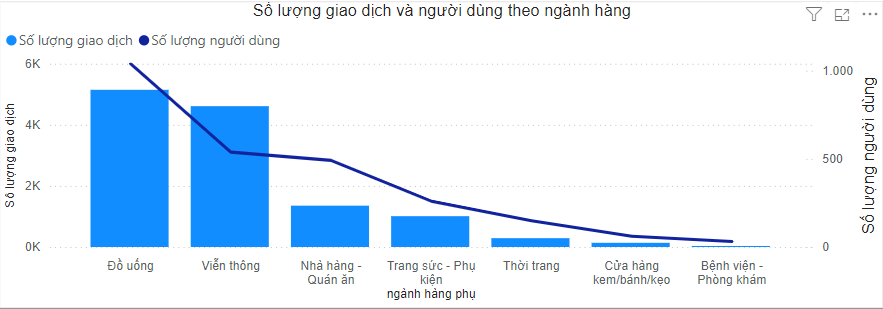 Số lượng giao dịch và người dùng theo ngành hàng
Số lượng giao dịch Số lượng người dùng
Số lượng giao dịch
6K
4K
2K
0K
1.000
500
0
Số lượng người dùng
Đồ uống
Viễn thông
Nhà hàng -
Quán ăn
Trang sức - Phụ
kiện
Thời trang
Cửa hàng
kem/bánh/kẹo
Bệnh viện -
Phòng khám
ngành hàng phụ